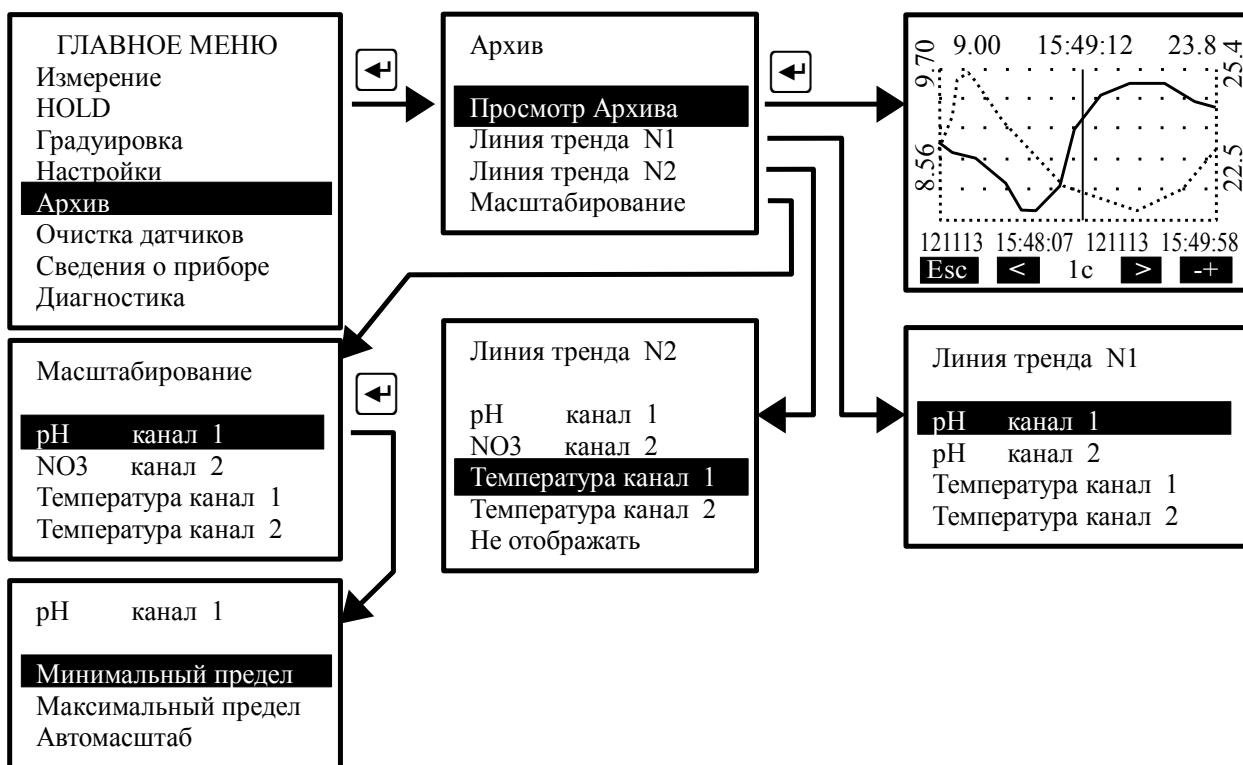 ГЛАВНОЕ МЕНЮ
Измерение
HOLD
Градуировка
Настройки
Архив
Очистка датчиков
Сведения о приборе
Диагностика
Архив
Просмотр Архива
Линия тренда N1
Линия тренда N2
Масштабирование
9.00 15:49:12 23.8
9.70
8.56
25.4
22.5
121113 15:48:07 121113 15:49:58
Esc < 1с > -+
Масштабирование
pH канал 1
NO3 канал 2
Температура канал 1
Температура канал 2
Линия тренда N2
pH канал 1
NO3 канал 2
Температура канал 1
Температура канал 2
Не отображать
Линия тренда N1
pH канал 1
pH канал 2
Температура канал 1
Температура канал 2
pH канал 1
Минимальный предел
Максимальный предел
Автомасштаб